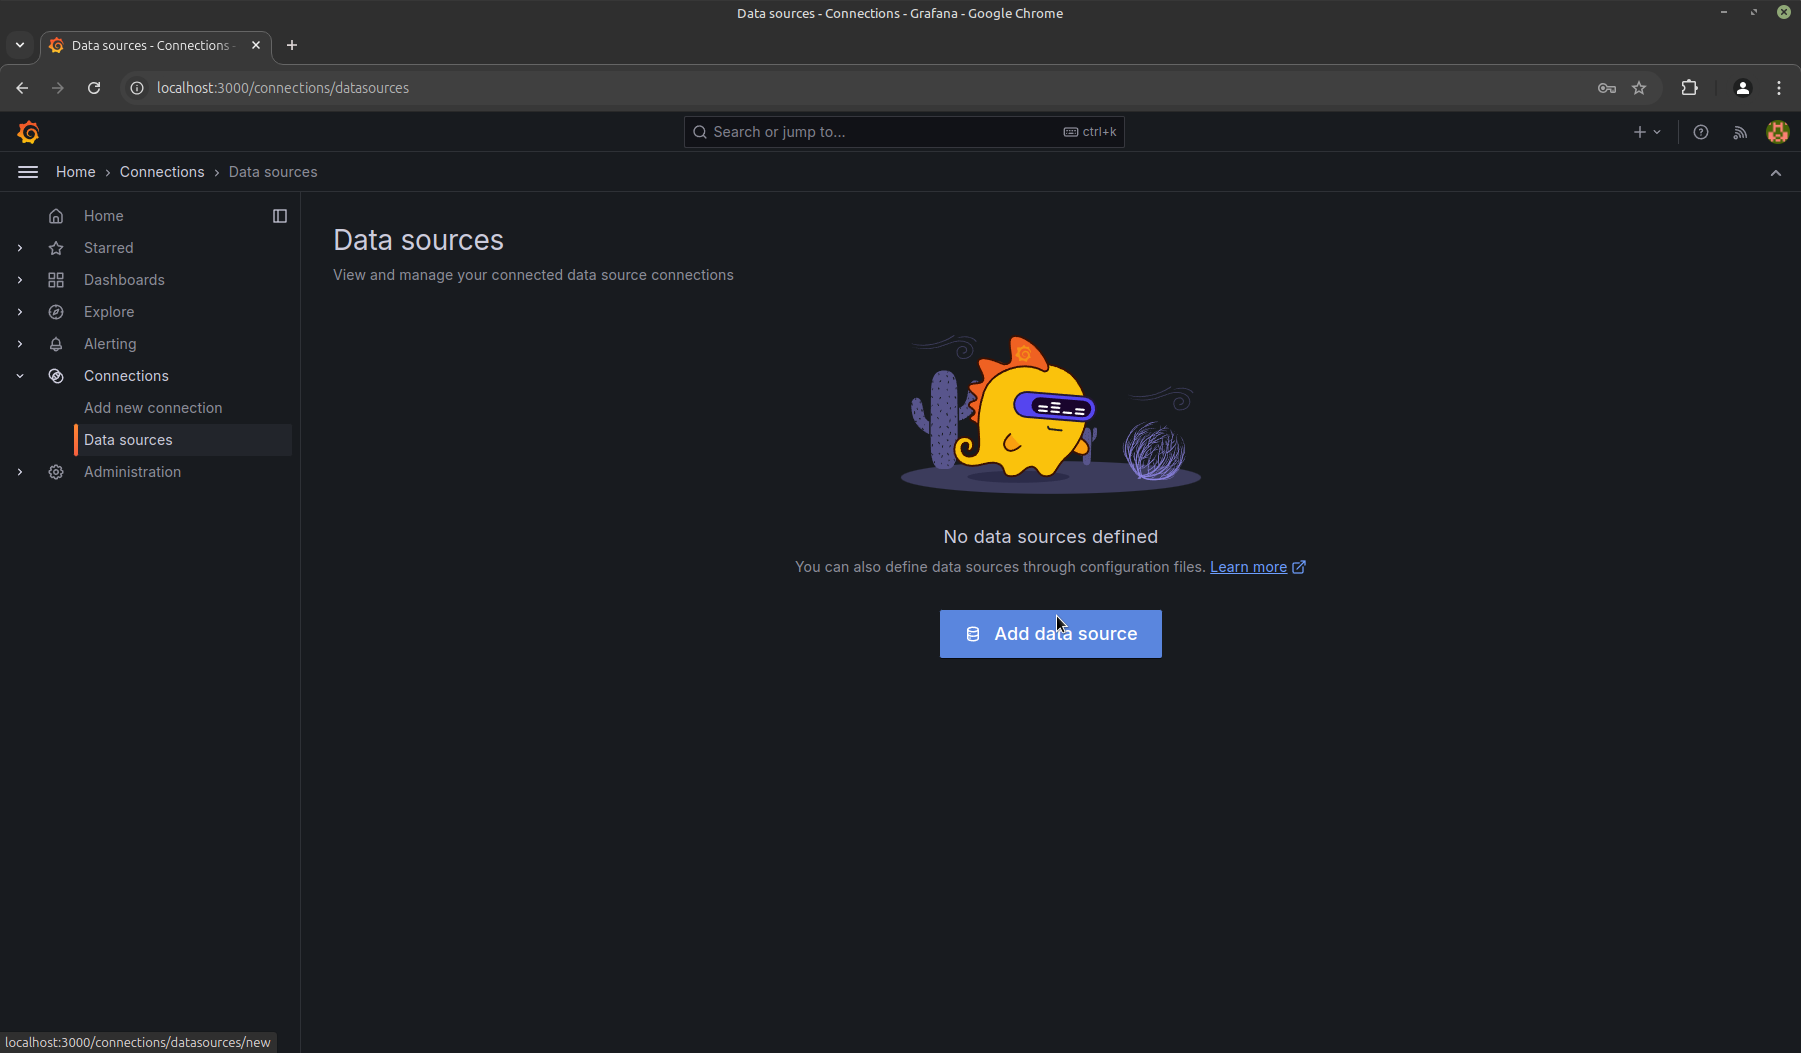 Data sources - Connections - Grafana - Google Chrome
Data sources - Connections -
localhost:3000/connections/datasources
Search or jump to...
ctrl+k
Home › Connections › Data sources
Home
Starred
Dashboards
Explore
Alerting
Connections
Add new connection
Data sources
Administration
Data sources
View and manage your connected data source connections
No data sources defined
You can also define data sources through configuration files. Learn more
Add data source
localhost:3000/connections/datasources/new